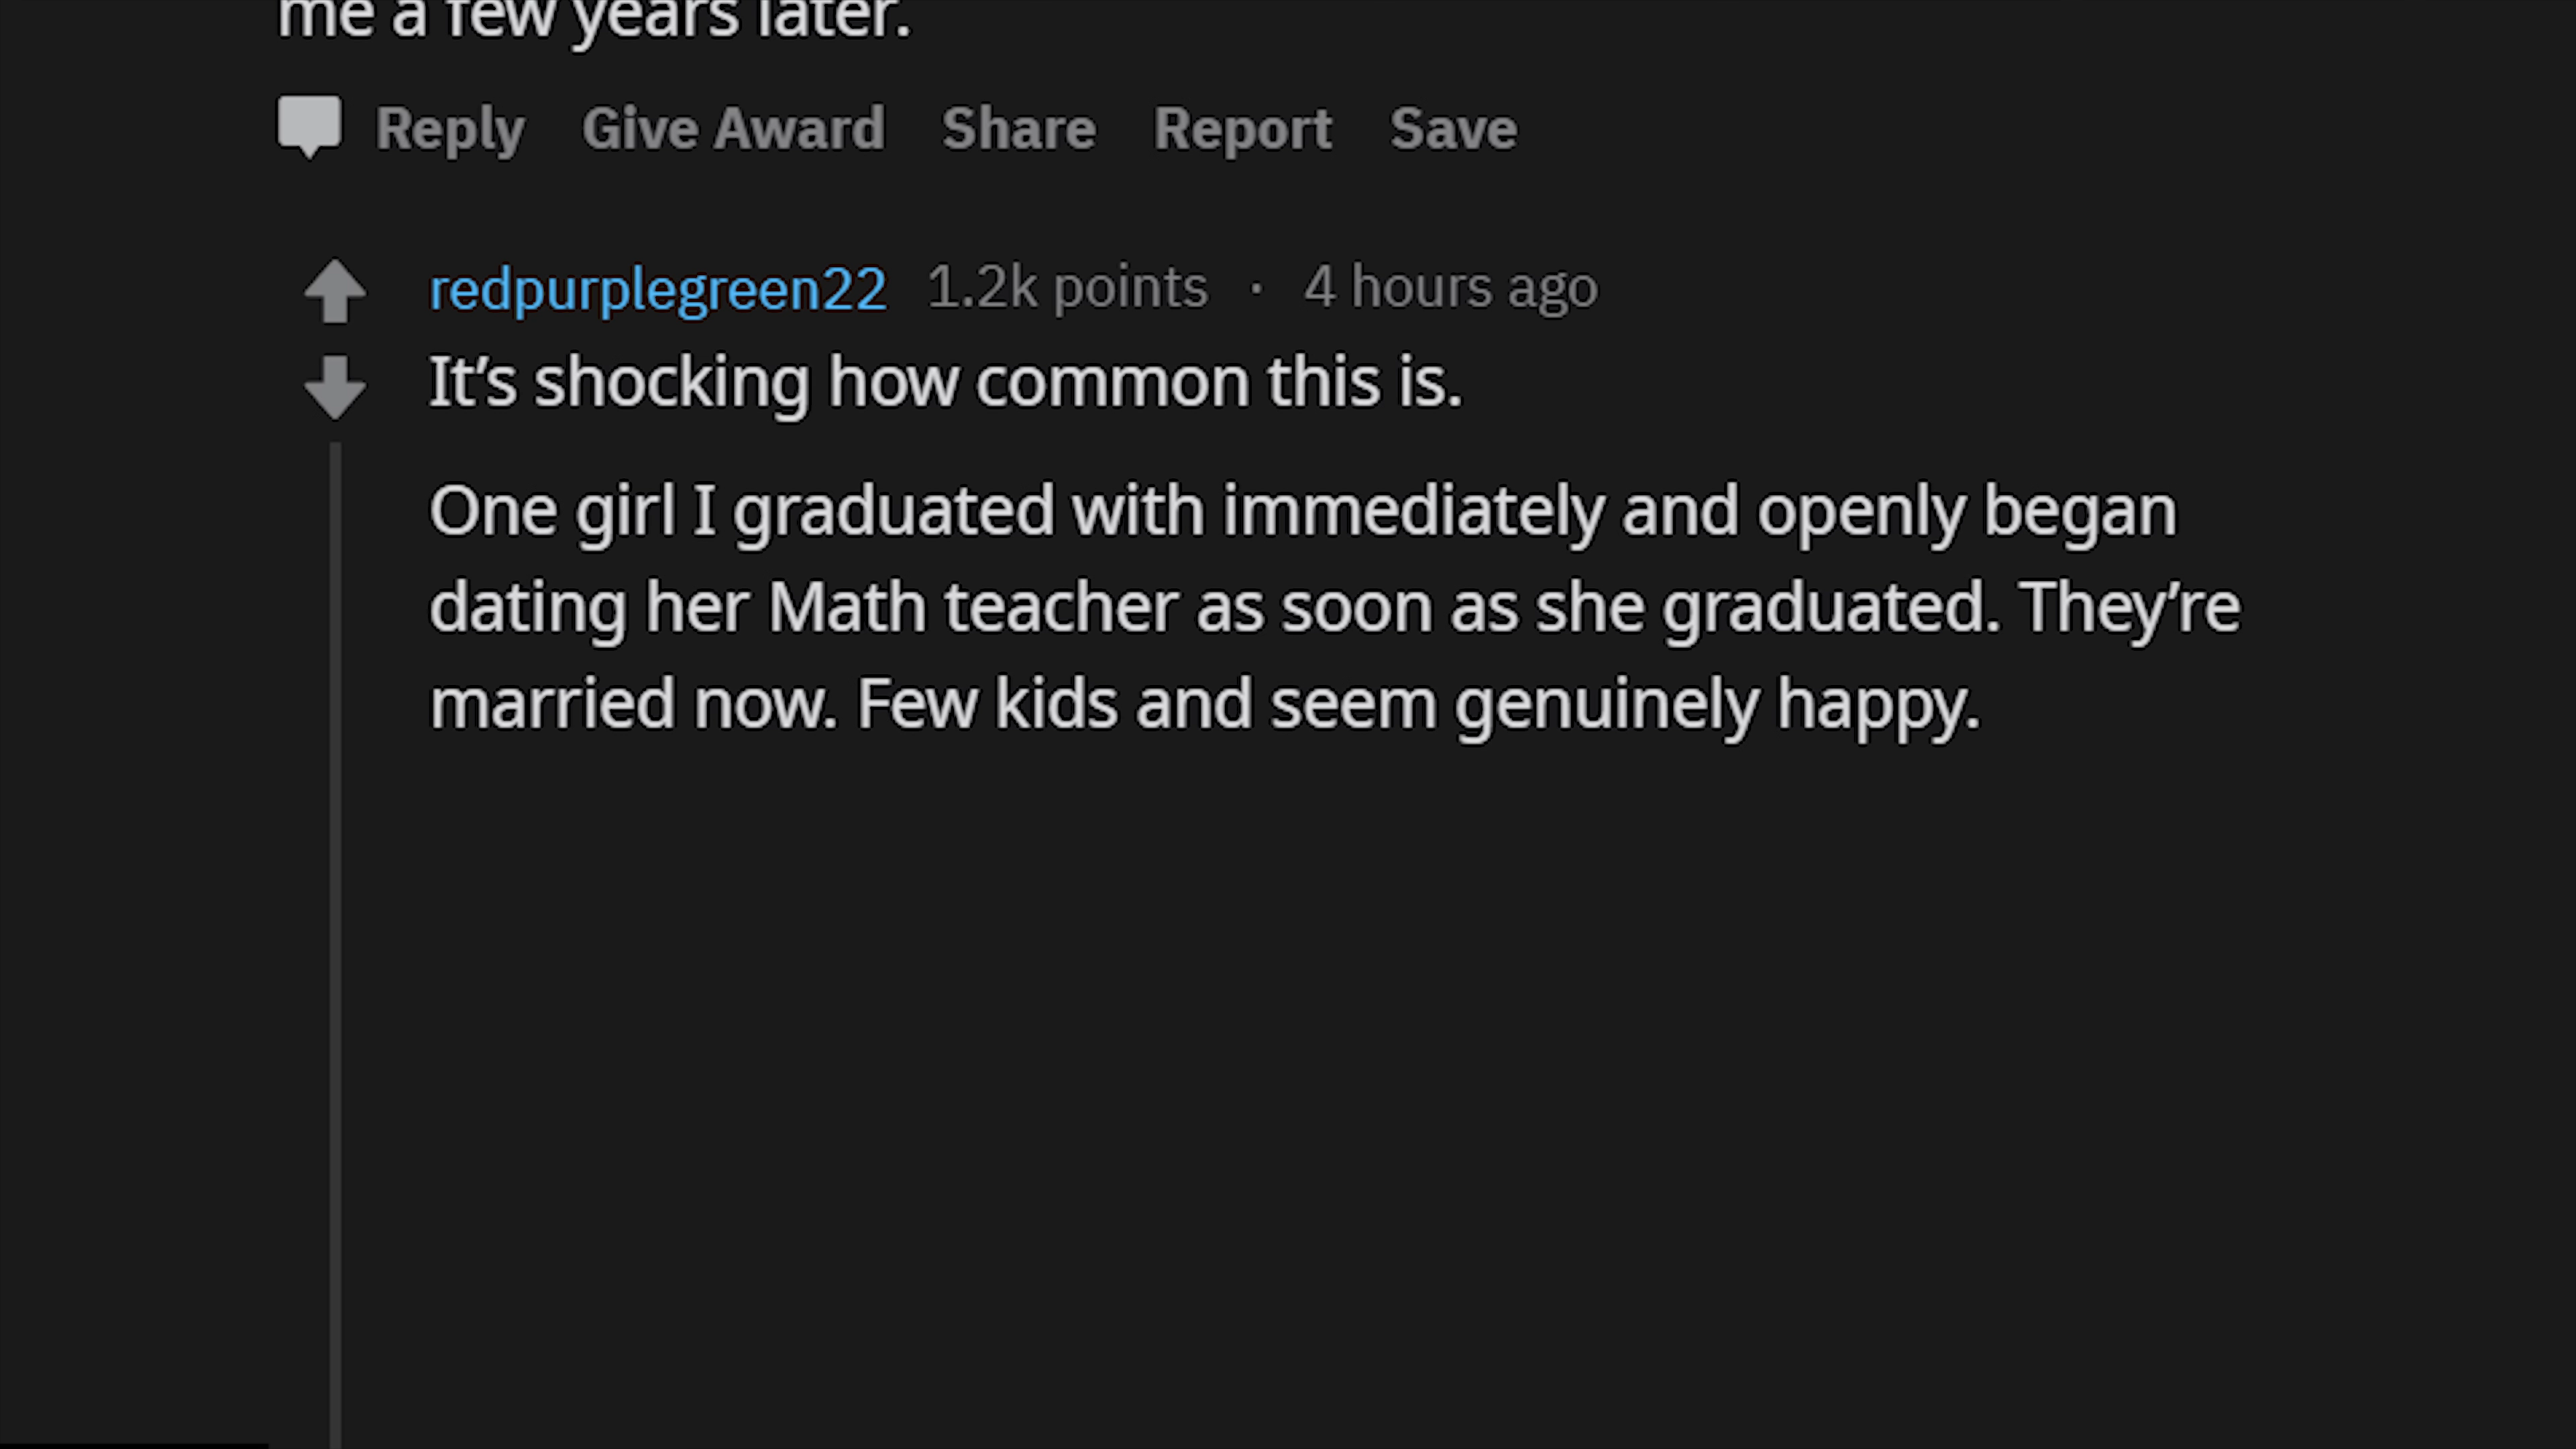 me a few years later.
Reply Give Award Share Report Save
redpurplegreen22 1.2k points · 4 hours ago
It’s shocking how common this is.
One girl I graduated with immediately and openly began
dating her Math teacher as soon as she graduated. They’re
married now. Few kids and seem genuinely happy.